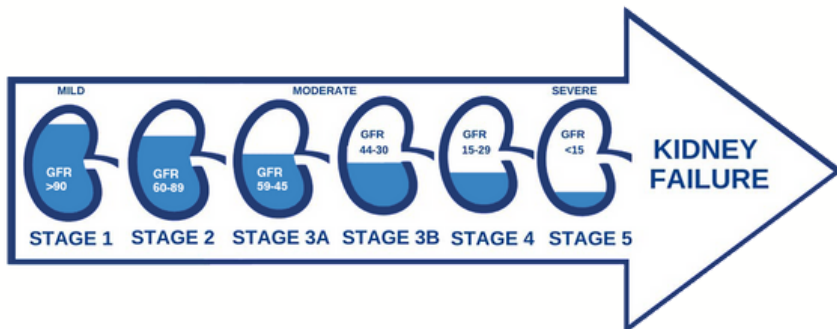 MILD
MODERATE
SEVERE
GFR
>90
GFR
60-89
GFR
59-45
GFR
44-30
GFR
15-29
GFR
<15
STAGE 1
STAGE 2
STAGE 3A
STAGE 3B
STAGE 4
STAGE 5
KIDNEY
FAILURE